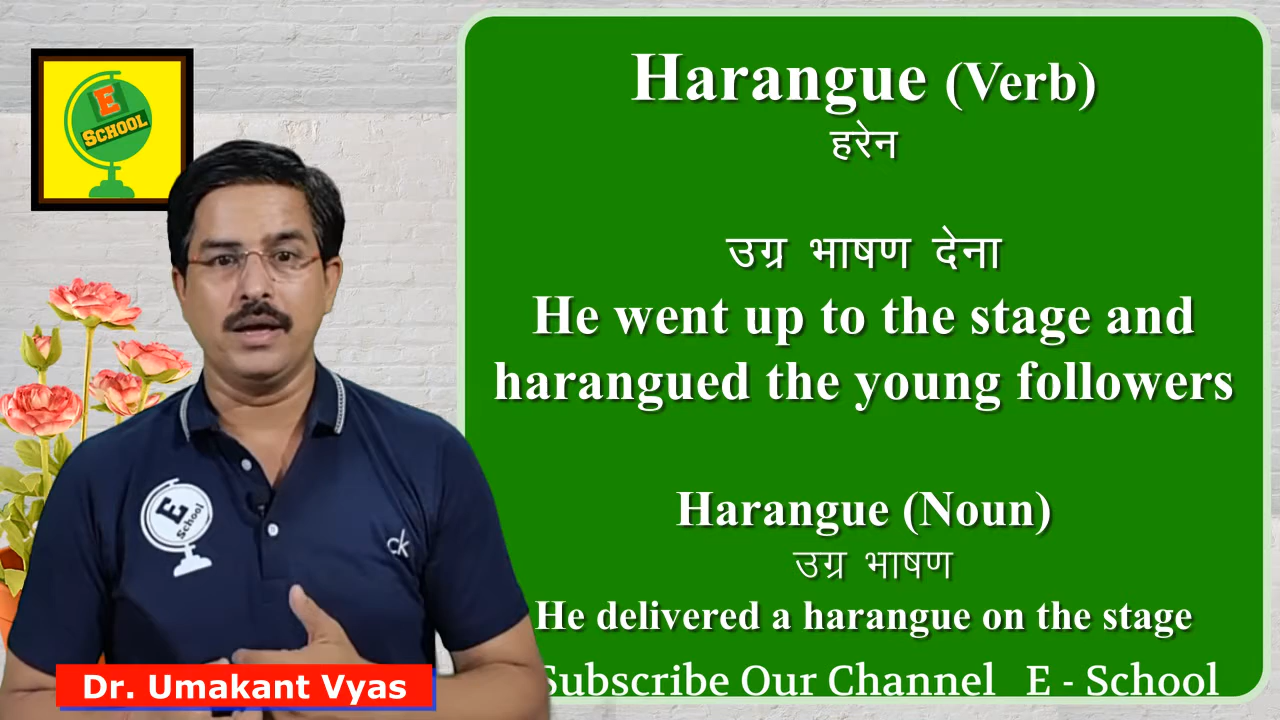 E
SCHOOL
Harangue (Verb)
हरेन
उग्र भाषण देना
He went up to the stage and
harangued the young followers
Harangue (Noun)
उग्र भाषण
He delivered a harangue on the stage
Subscribe Our Channel E - School
E
School
ck
Dr. Umakant Vyas